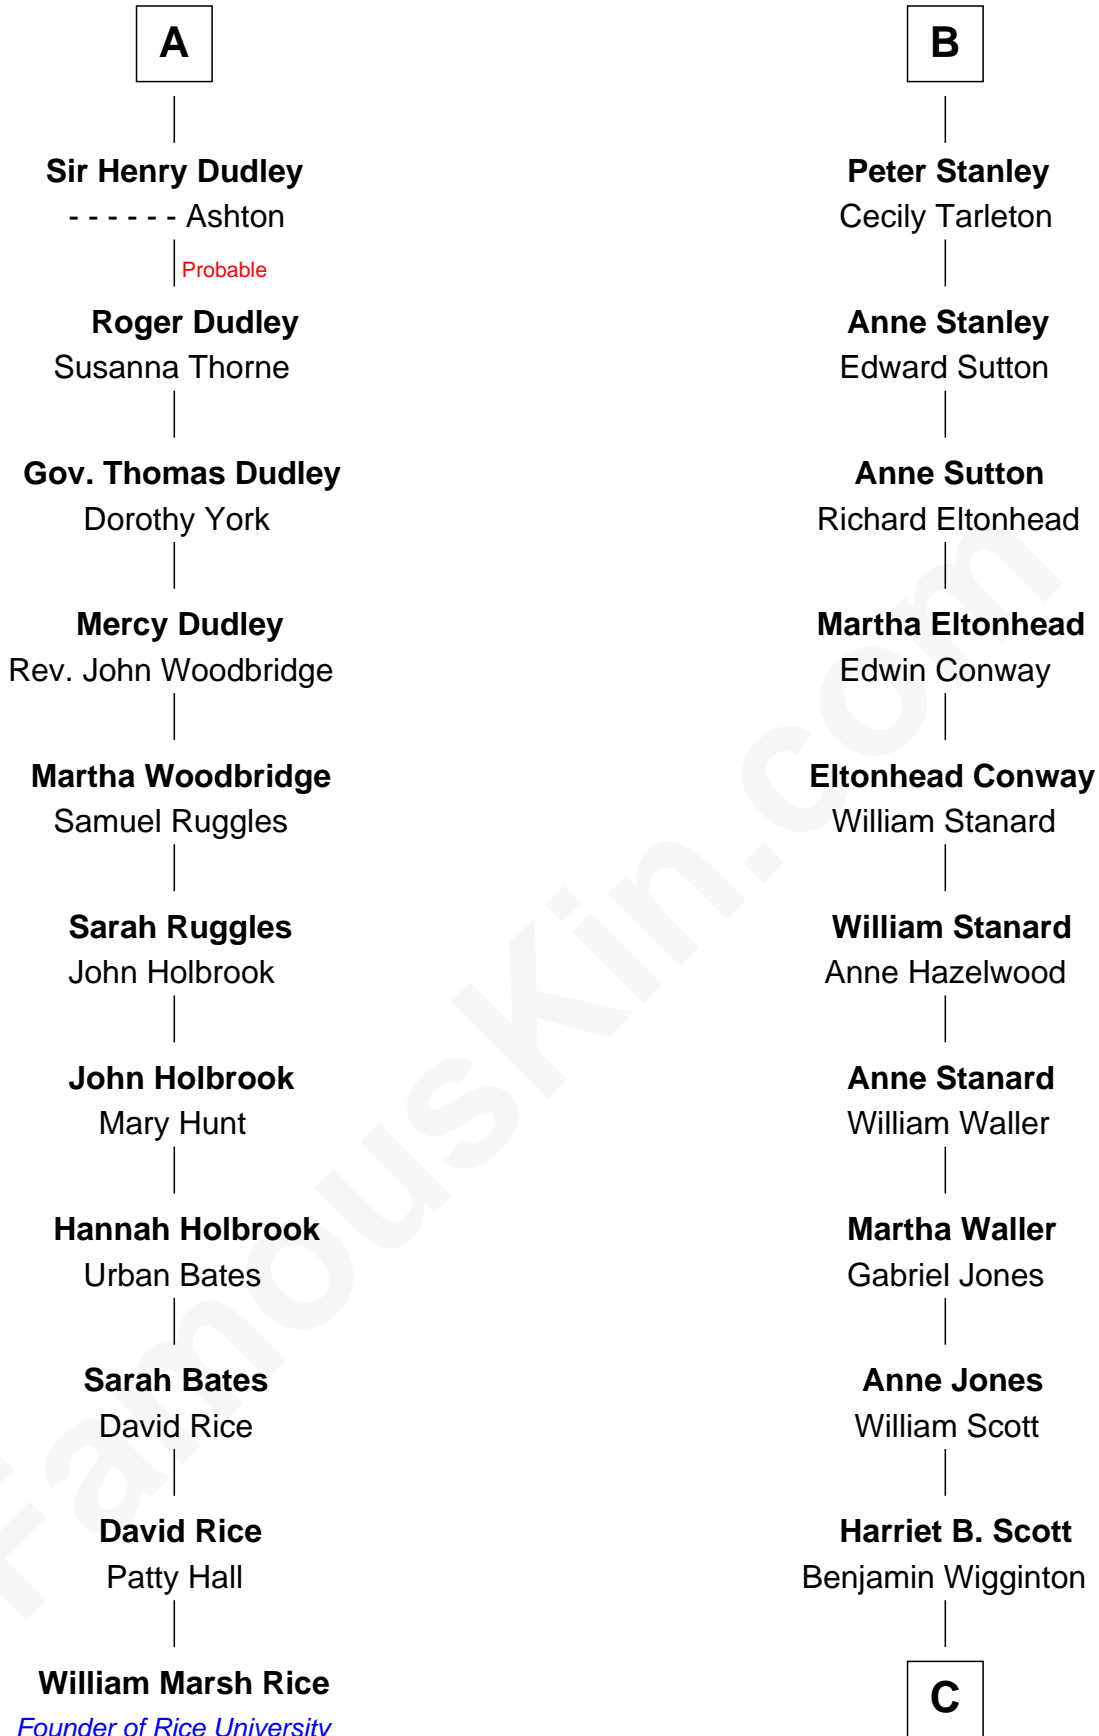 A
Sir Henry Dudley
- - - - - - Ashton
Probable
Roger Dudley
Susanna Thorne
Gov. Thomas Dudley
Dorothy York
Mercy Dudley
Rev. John Woodbridge
Martha Woodbridge
Samuel Ruggles
Sarah Ruggles
John Holbrook
John Holbrook
Mary Hunt
Hannah Holbrook
Urban Bates
Sarah Bates
David Rice
David Rice
Patty Hall
William Marsh Rice
Founder of Rice University
B
Peter Stanley
Cecily Tarleton
Anne Stanley
Edward Sutton
Anne Sutton
Richard Eltonhead
Martha Eltonhead
Edwin Conway
Eltonhead Conway
William Stanard
William Stanard
Anne Hazelwood
Anne Stanard
William Waller
Martha Waller
Gabriel Jones
Anne Jones
William Scott
Harriet B. Scott
Benjamin Wigginton
C
FamousKin.com